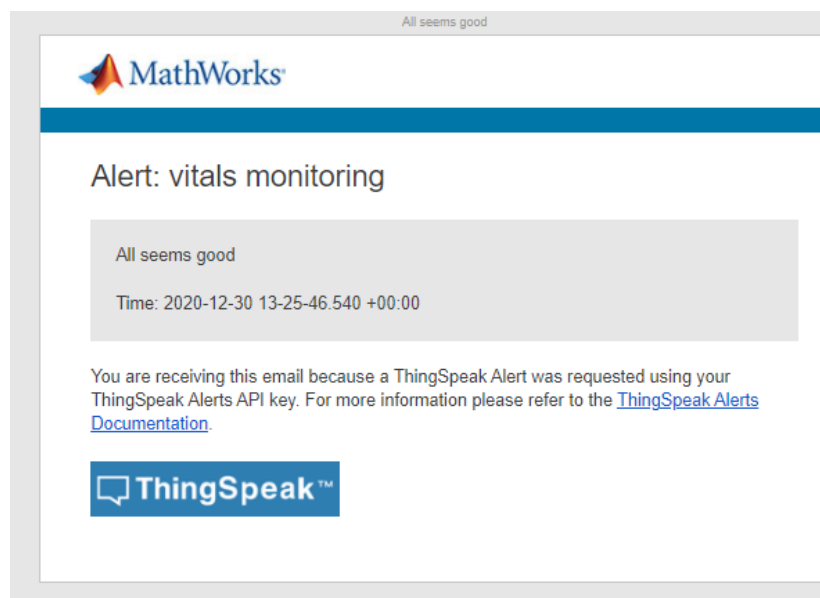 All seems good
MathWorks®
Alert: vitals monitoring
All seems good
Time: 2020-12-30 13-25-46.540 +00:00
You are receiving this email because a ThingSpeak Alert was requested using your
ThingSpeak Alerts API key. For more information please refer to the ThingSpeak Alerts
Documentation.
ThingSpeak™